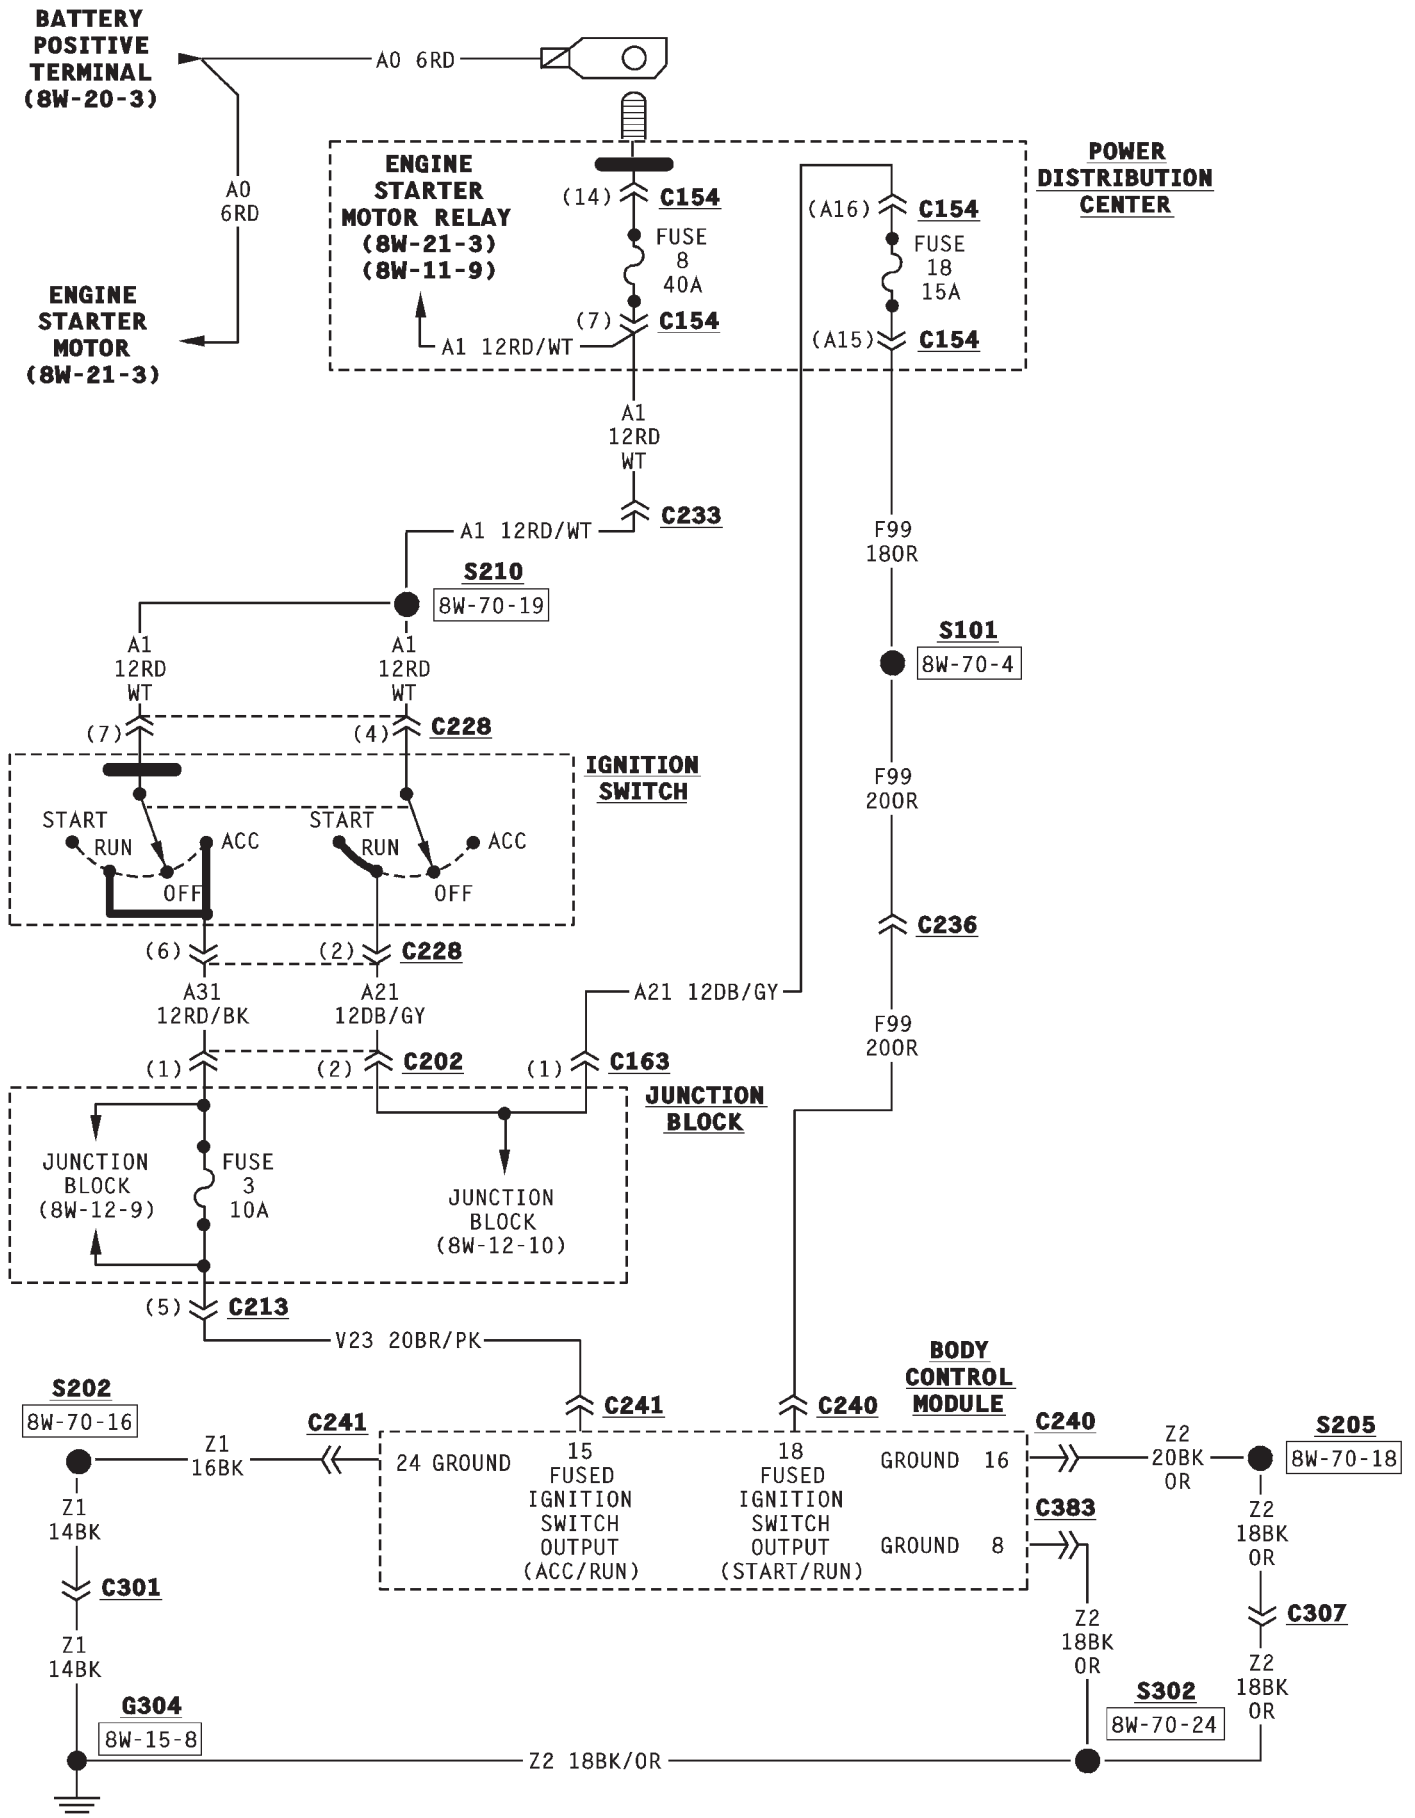 BATTERY
POSITIVE
TERMINAL
(8W-20-3)
A0 6RD
A0
6RD
ENGINE
STARTER
MOTOR
(8W-21-3)
POWER
DISTRIBUTION
CENTER
ENGINE
STARTER
MOTOR RELAY
(8W-21-3)
(8W-11-9)
(14) C154
FUSE
8
40A
(7) C154
A1 12RD/WT
(A16) C154
FUSE
18
15A
(A15) C154
A1
12RD
WT
C233
A1 12RD/WT
S210
8W-70-19
F99
18OR
S101
8W-70-4
A1
12RD
WT
A1
12RD
WT
(7)
(4) C228
IGNITION
SWITCH
START
RUN
ACC
OFF
START
RUN
ACC
OFF
F99
20OR
C236
(6)
(2) C228
A31
12RD/BK
A21
12DB/GY
A21 12DB/GY
F99
20OR
(1)
(2) C202
(1) C163
JUNCTION
BLOCK
JUNCTION
BLOCK
(8W-12-9)
FUSE
3
10A
JUNCTION
BLOCK
(8W-12-10)
(5) C213
V23 20BR/PK
BODY
CONTROL
MODULE
S202
8W-70-16
Z1
16BK
C241
C241
C240
C240
24 GROUND
15
FUSED
IGNITION
SWITCH
OUTPUT
(ACC/RUN)
18
FUSED
IGNITION
SWITCH
OUTPUT
(START/RUN)
GROUND 16
GROUND 8
Z2
20BK
OR
S205
8W-70-18
C383
Z1
14BK
C301
Z1
14BK
G304
8W-15-8
Z2
18BK
OR
C307
Z2
18BK
OR
Z2
18BK
OR
S302
8W-70-24
Z2 18BK/OR